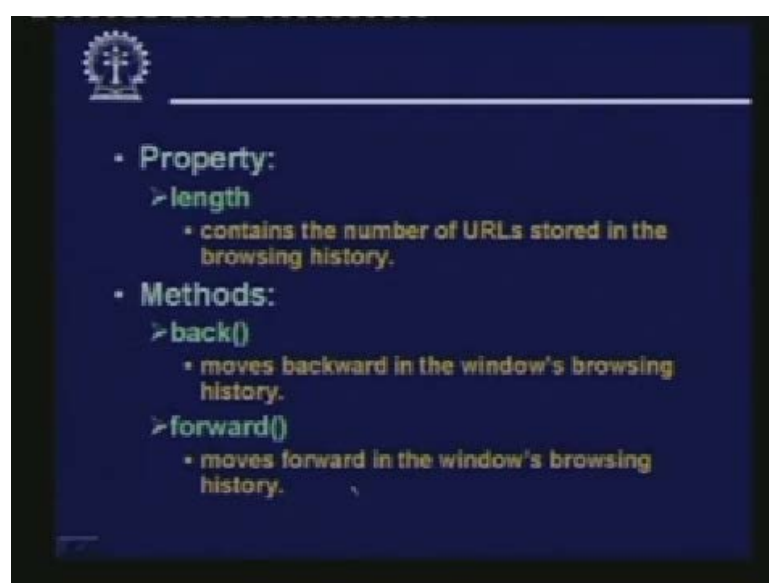 • Property:
➢length
▪ contains the number of URLs stored in the
browsing history.
• Methods:
➢back()
▪ moves backward in the window's browsing
history.
➢forward()
▪ moves forward in the window's browsing
history.